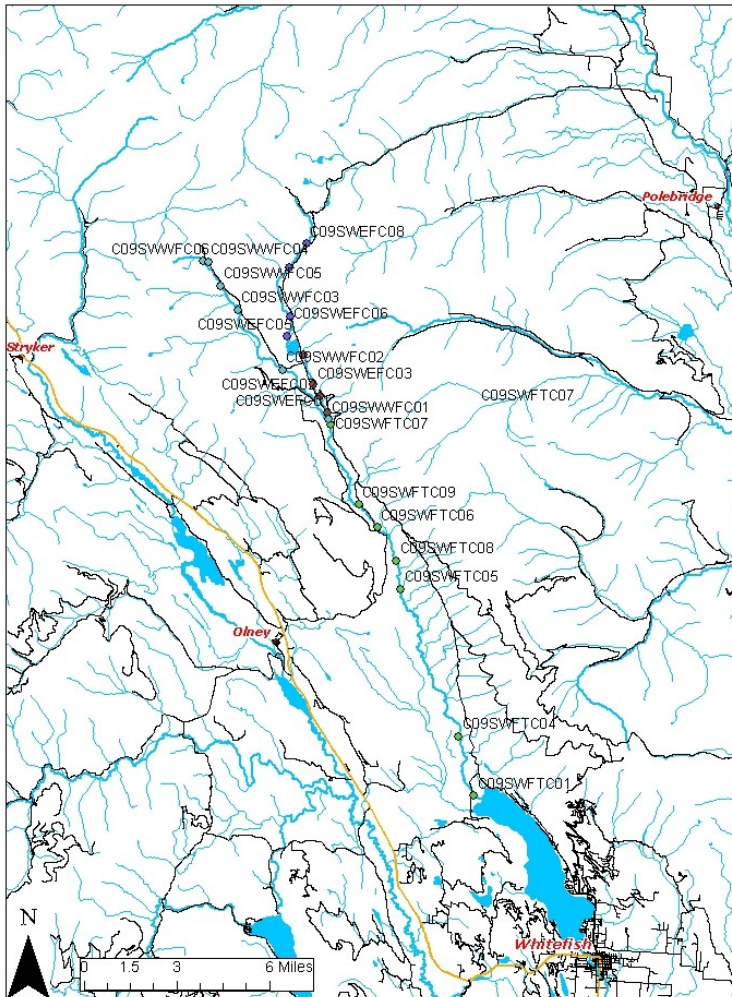 Polebridge
C09SWEFC08
C09SWWFC06 C09SWWFC04
C09SWWFC05
C09SWWFC03
C09SWEFC05 C09SWEFC06
Stryker
C09SWWFC02
C09SWEFC03
C09SWWFC01
C09SWFTC07
C09SWFTC07
C09SWFTC09
C09SWFTC06
C09SWFTC08
C09SWFTC05
Olney
C09SWFTC04
C09SWFTC01
N
Whitefish
0 1.5 3 6 Miles